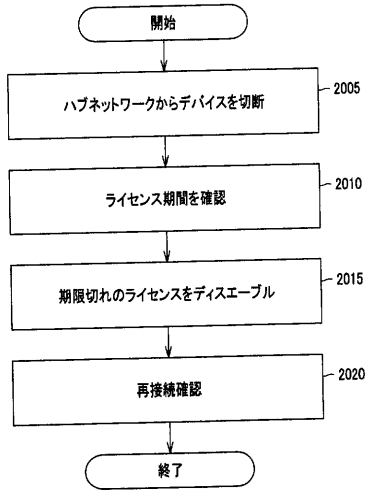 開始
ハブネットワークからデバイスを切断
2005
ライセンス期間を確認
2010
期限切れのライセンスをディスエーブル
2015
再接続確認
2020
終了